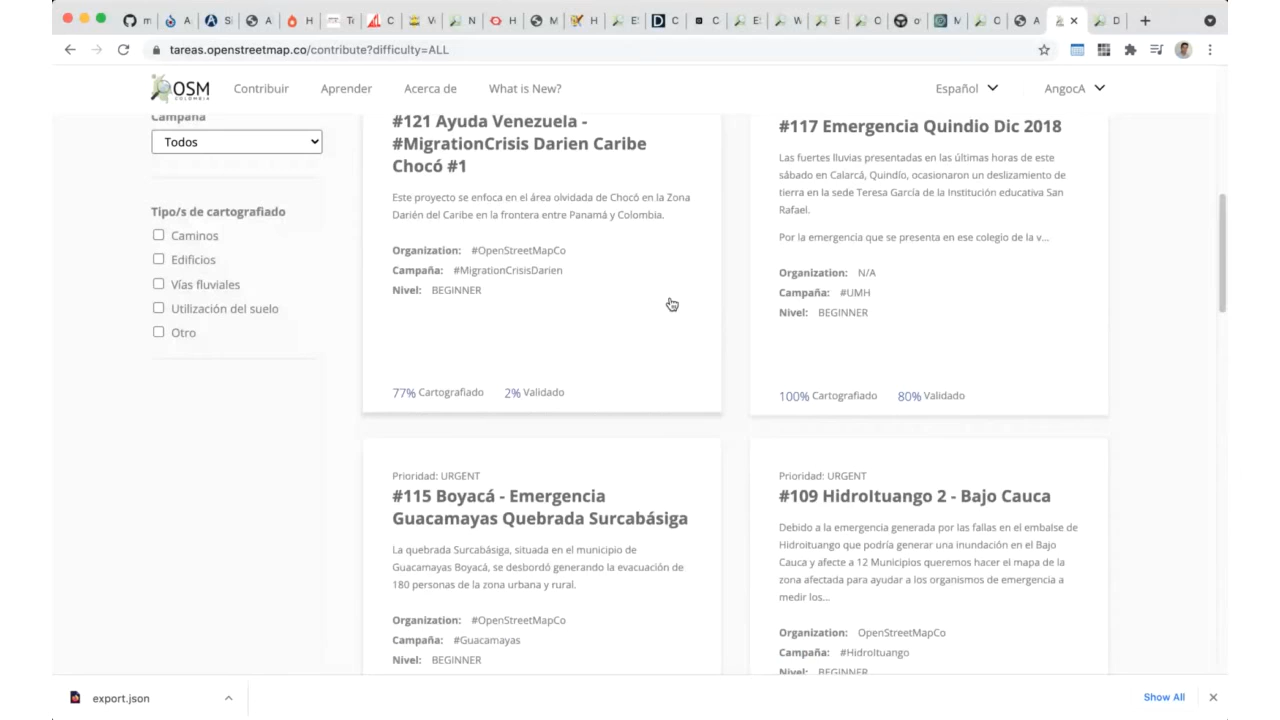 tareas.openstreetmap.co/contribute?difficulty=ALL
OSM
COLOMBIA
Contribuir
Aprender
Acerca de
What is New?
Español
AngocA
Campaña
Todos
Tipo/s de cartografiado
Caminos
Edificios
Vías fluviales
Utilización del suelo
Otro
#121 Ayuda Venezuela -
#MigrationCrisis Darien Caribe
Chocó #1
Este proyecto se enfoca en el área olvidada de Chocó en la Zona
Darién del Caribe en la frontera entre Panamá y Colombia.
Organization: #OpenStreetMapCo
Campaña: #MigrationCrisisDarien
Nivel: BEGINNER
77% Cartografiado 2% Validado
#117 Emergencia Quindio Dic 2018
Las fuertes lluvias presentadas en las últimas horas de este
sábado en Calarcá, Quindío, ocasionaron un deslizamiento de
tierra en la sede Teresa García de la Institución educativa San
Rafael.
Por la emergencia que se presenta en ese colegio de la v...
Organization: N/A
Campaña: #UMH
Nivel: BEGINNER
100% Cartografiado 80% Validado
Prioridad: URGENT
#115 Boyacá - Emergencia
Guacamayas Quebrada Surcabásiga
La quebrada Surcabásiga, situada en el municipio de
Guacamayas Boyacá, se desbordó generando la evacuación de
180 personas de la zona urbana y rural.
Organization: #OpenStreetMapCo
Campaña: #Guacamayas
Nivel: BEGINNER
Prioridad: URGENT
#109 HidroItuango 2 - Bajo Cauca
Debido a la emergencia generada por las fallas en el embalse de
Hidroituango que podría generar una inundación en el Bajo
Cauca y afecte a 12 Municipios queremos hacer el mapa de la
zona afectada para ayudar a los organismos de emergencia a
medir los...
Organization: OpenStreetMapCo
Campaña: #HidroItuango
Nivel: BEGINNER
export.json
Show All